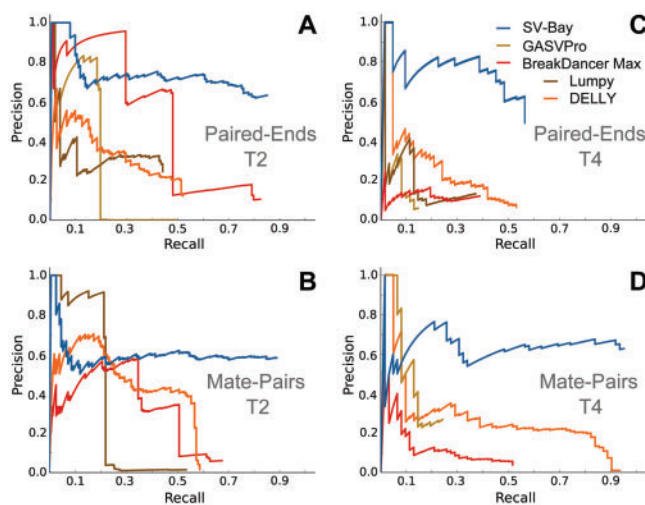 A
Precision
1.0
0.8
0.6
0.4
0.2
0.0
Paired-Ends
T2
0.1 0.3 0.5 0.7 0.9
Recall
C
SV-Bay
GASVPro
BreakDancer Max
Lumpy
DELLY
Precision
1.0
0.8
0.6
0.4
0.2
0.0
Paired-Ends
T4
0.1 0.3 0.5 0.7 0.9
Recall
B
Precision
1.0
0.8
0.6
0.4
0.2
0.0
Mate-Pairs
T2
0.1 0.3 0.5 0.7 0.9
Recall
D
Precision
1.0
0.8
0.6
0.4
0.2
0.0
Mate-Pairs
T4
0.1 0.3 0.5 0.7 0.9
Recall